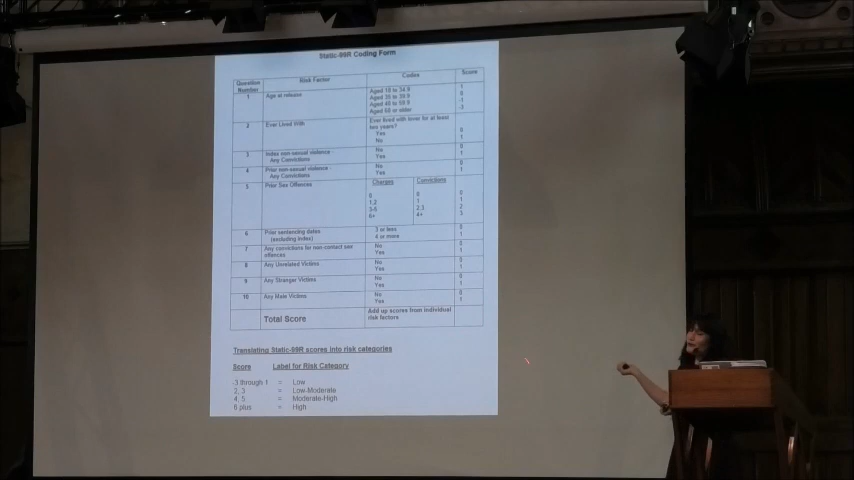 Static-99R Coding Form
Question Number Risk Factor Codes Score
1 Age at release Aged 18 to 34.9 1
Aged 35 to 39.9 0
Aged 40 to 59.9 -1
Aged 60 or older -3
2 Ever Lived With Ever lived with lover for at least
two years?
Yes 0
No 1
3 Index non-sexual violence - No 0
Any Convictions Yes 1
4 Prior non-sexual violence - No 0
Any Convictions Yes 1
5 Prior Sex Offences Charges Convictions
0 0 0
1,2 1 1
3-5 2,3 2
6+ 4+ 3
6 Prior sentencing dates 3 or less 0
(excluding index) 4 or more 1
7 Any convictions for non-contact sex No 0
offences Yes 1
8 Any Unrelated Victims No 0
Yes 1
9 Any Stranger Victims No 0
Yes 1
10 Any Male Victims No 0
Yes 1
Total Score Add up scores from individual
risk factors
Translating Static-99R scores into risk categories
Score Label for Risk Category
-3 through 1 = Low
2, 3 = Low-Moderate
4, 5 = Moderate-High
6 plus = High